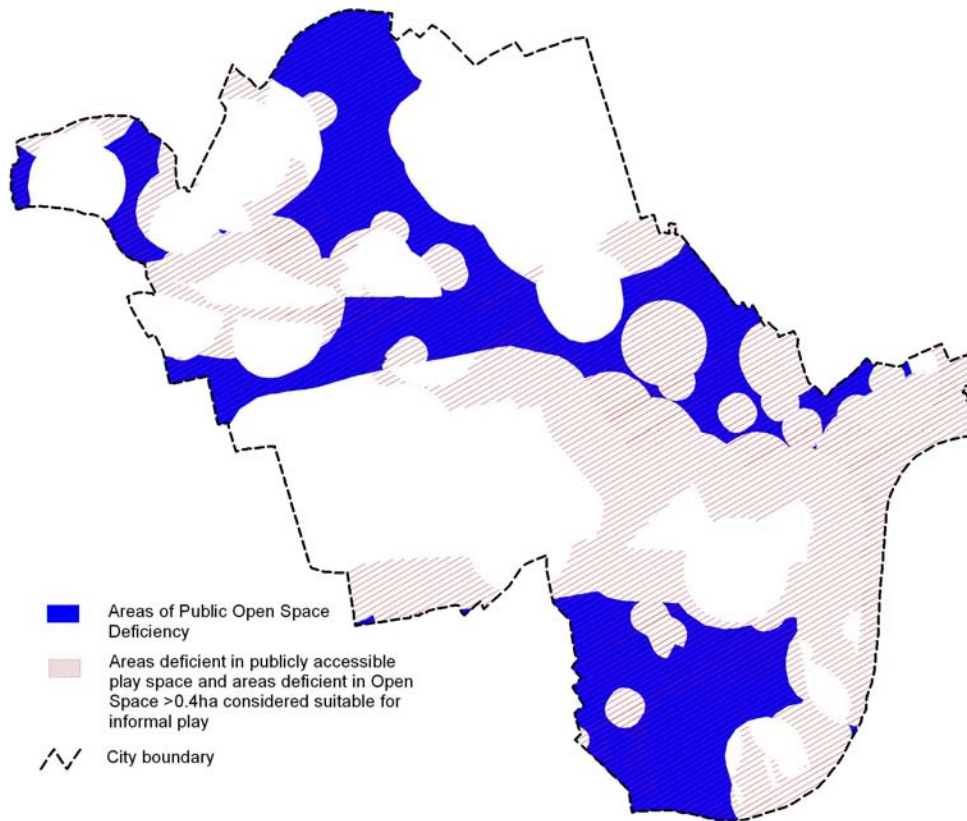 Areas of Public Open Space
Deficiency
Areas deficient in publicly accessible
play space and areas deficient in Open
Space >0.4ha considered suitable for
informal play
City boundary